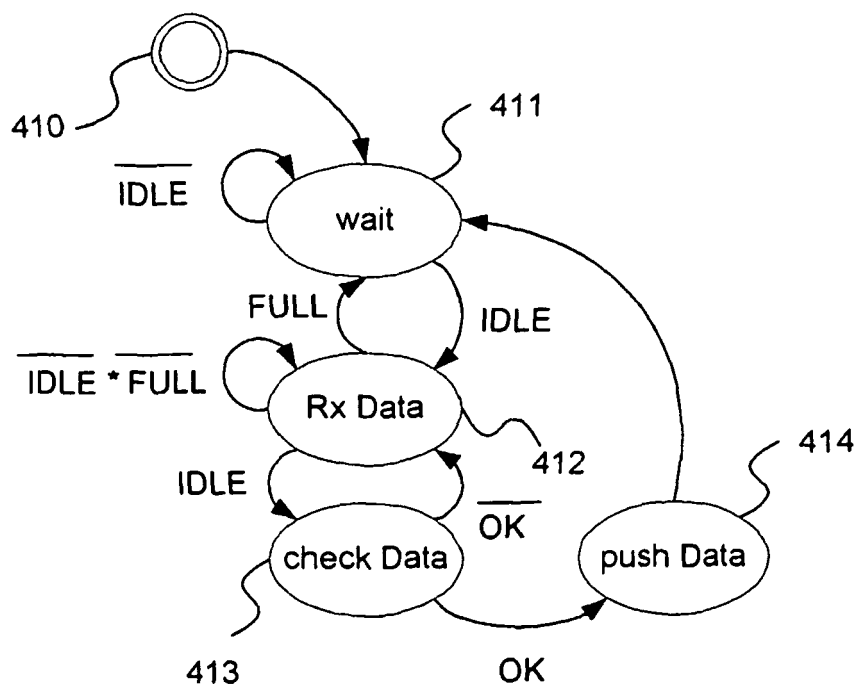 410
411
IDLE
wait
FULL
IDLE
IDLE * FULL
Rx Data
412
414
IDLE
OK
check Data
push Data
413
OK